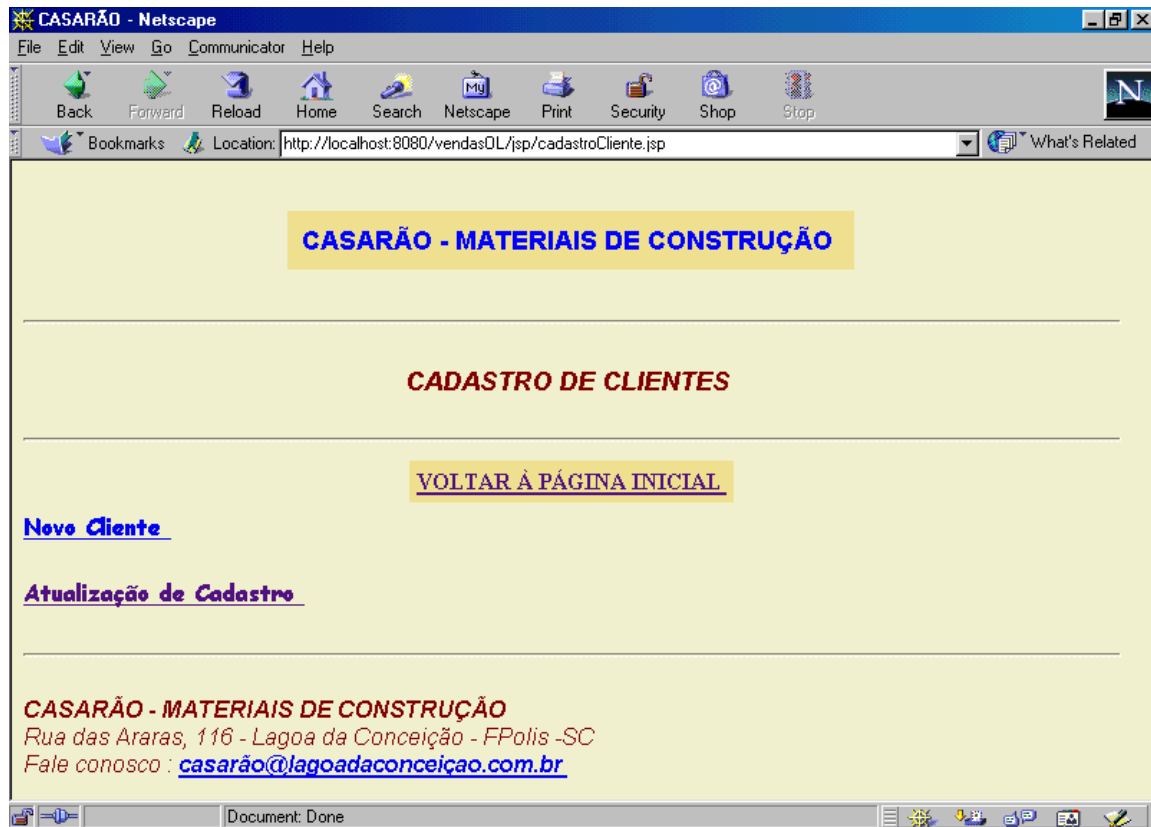 CASARÃO - Netscape
File Edit View Go Communicator Help
Back Forward Reload Home Search Netscape Print Security Shop Stop
My
N
Bookmarks Location: http://localhost:8080/vendasOL/jsp/cadastroCliente.jsp What's Related
CASARÃO - MATERIAIS DE CONSTRUÇÃO
CADASTRO DE CLIENTES
VOLTAR À PÁGINA INICIAL
Novo Cliente
Atualização de Cadastro
CASARÃO - MATERIAIS DE CONSTRUÇÃO
Rua das Araras, 116 - Lagoa da Conceição - FPolis -SC
Fale conosco : casarão@lagoadaconceiçao.com.br
Document: Done